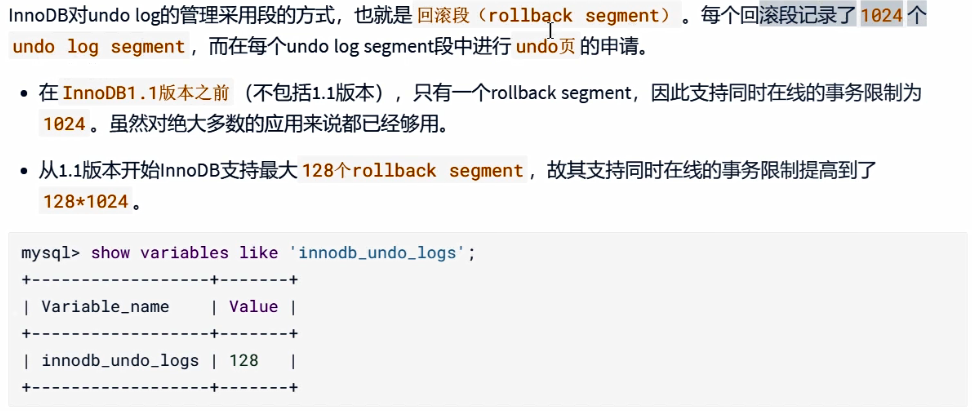 InnoDB对undo log的管理采用段的方式，也就是 回滚段（rollback segment） 。每个回滚段记录了 1024 个
undo log segment ，而在每个undo log segment段中进行 undo页 的申请。
• 在 InnoDB1.1版本之前 （不包括1.1版本），只有一个rollback segment，因此支持同时在线的事务限制为
1024 。虽然对绝大多数的应用来说都已经够用。
• 从1.1版本开始InnoDB支持最大 128个rollback segment ，故其支持同时在线的事务限制提高到了
128*1024 。
mysql> show variables like 'innodb_undo_logs';
+------------------+-------+
| Variable_name    | Value |
+------------------+-------+
| innodb_undo_logs | 128   |
+------------------+-------+